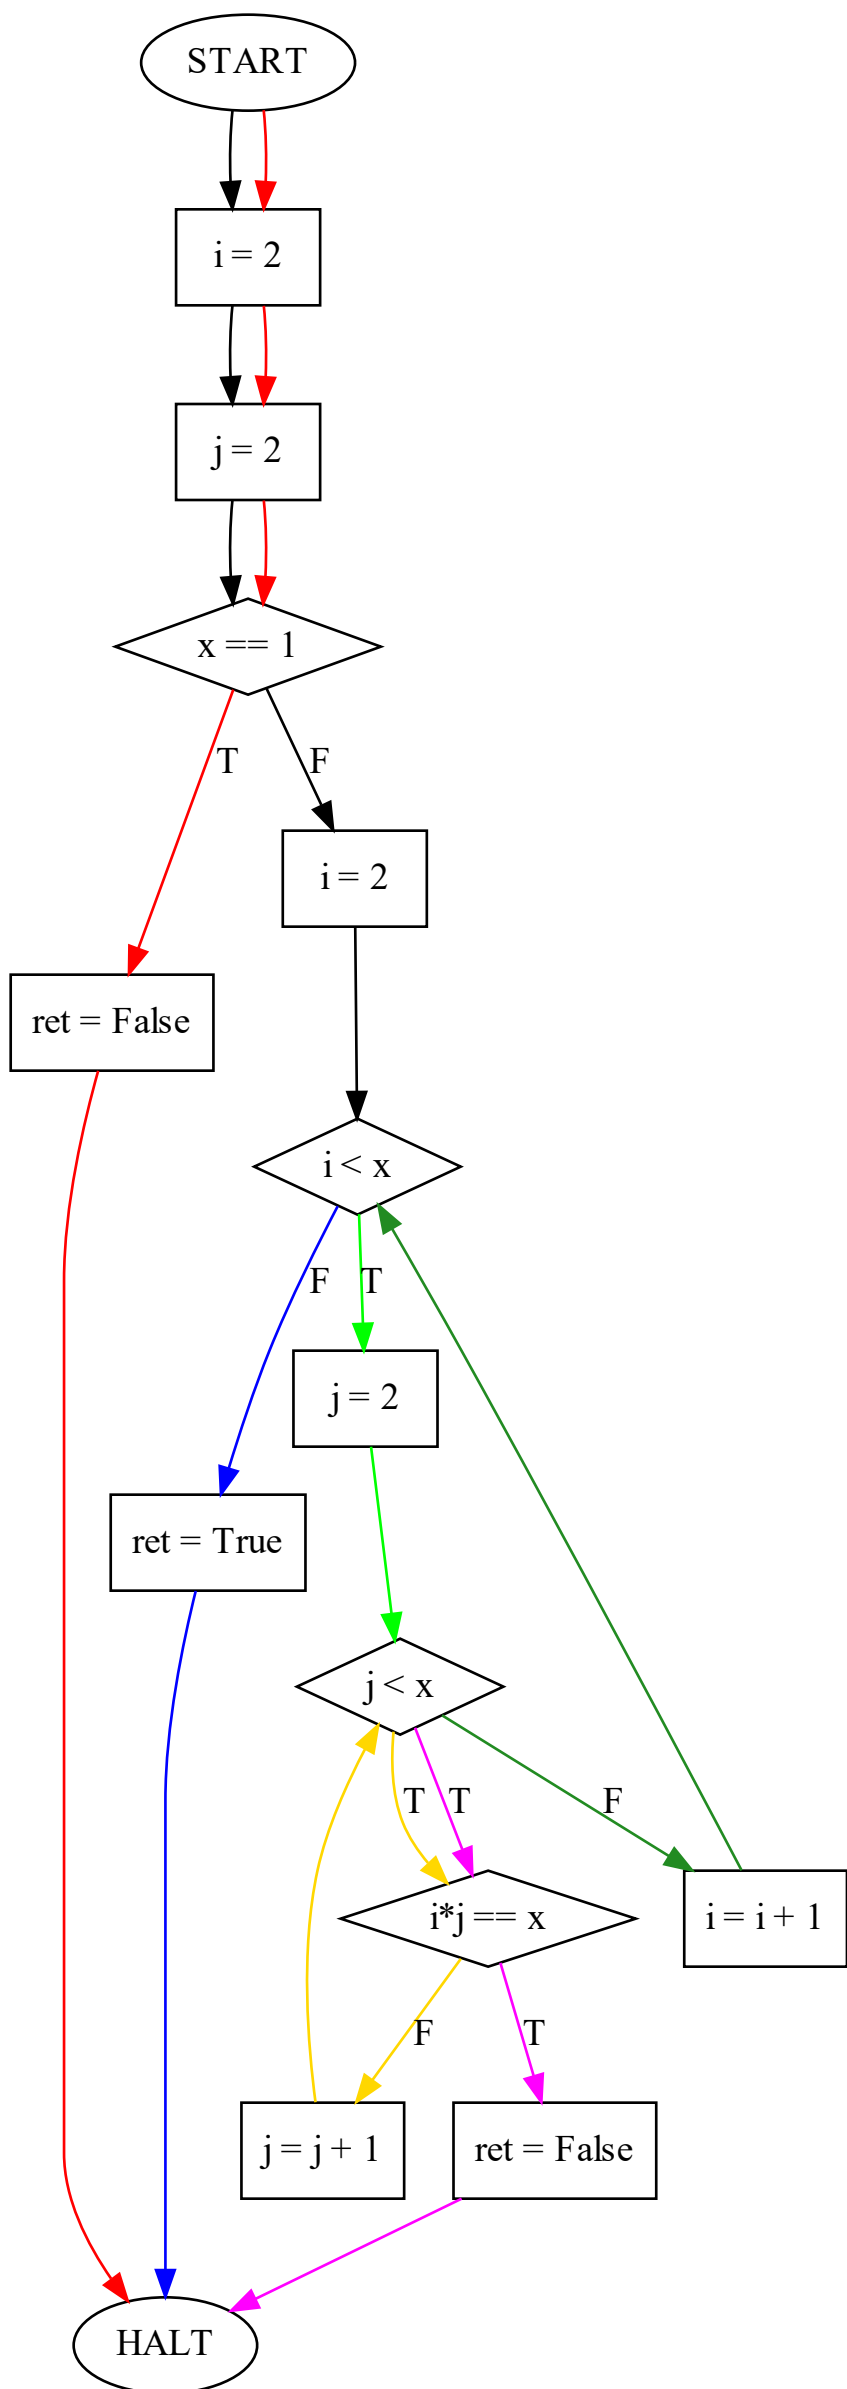 START
i = 2
j = 2
x == 1
T
F
i = 2
ret = False
i < x
F
T
j = 2
ret = True
j < x
T
T
F
i*j == x
i = i + 1
F
T
j = j + 1
ret = False
HALT